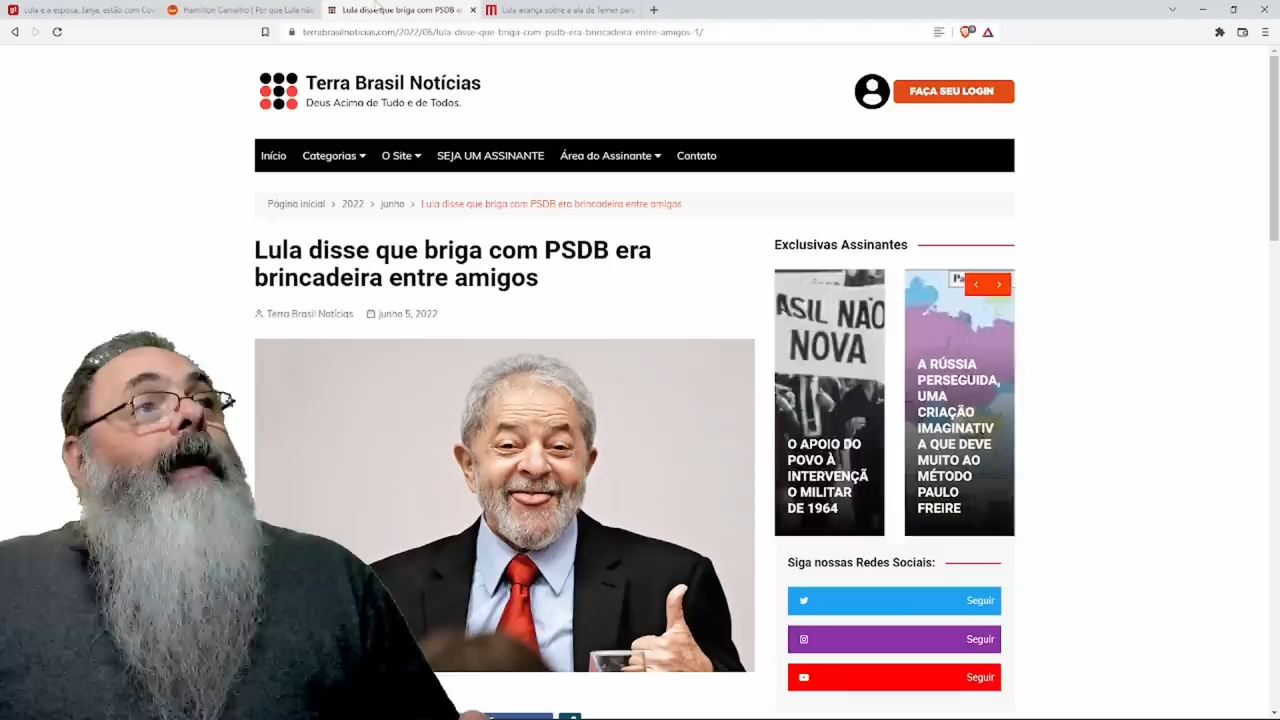 Lula e a esposa, Janja, estão com Cov
Hamilton Carvalho | Por que Lula não
Lula disse que briga com PSDB er
Lula avança sobre a ala de Temer para
terrabrasilnoticias.com/2022/06/lula-disse-que-briga-com-psdb-era-brincadeira-entre-amigos-1/
Terra Brasil Notícias
Deus Acima de Tudo e de Todos.
FAÇA SEU LOGIN
Início Categorias O Site SEJA UM ASSINANTE Área do Assinante Contato
Página inicial > 2022 > junho > Lula disse que briga com PSDB era brincadeira entre amigos
Lula disse que briga com PSDB era
brincadeira entre amigos
Terra Brasil Notícias junho 5, 2022
Exclusivas Assinantes
ASIL NÃO
NOVA
O APOIO DO
POVO À
INTERVENÇÃ
O MILITAR
DE 1964
Pa
A RÚSSIA
PERSEGUIDA,
UMA
CRIAÇÃO
IMAGINATIV
A QUE DEVE
MUITO AO
MÉTODO
PAULO
FREIRE
Siga nossas Redes Sociais:
Seguir
Seguir
Seguir